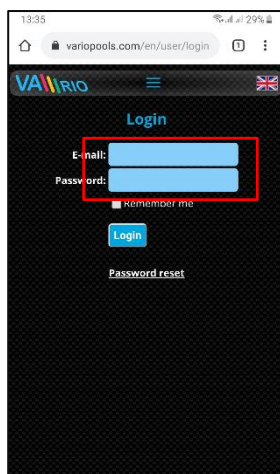 13:35 29%
variopools.com/en/user/login 1
VARIO
Login
E-mail:
Password:
Remember me
Login
Password reset